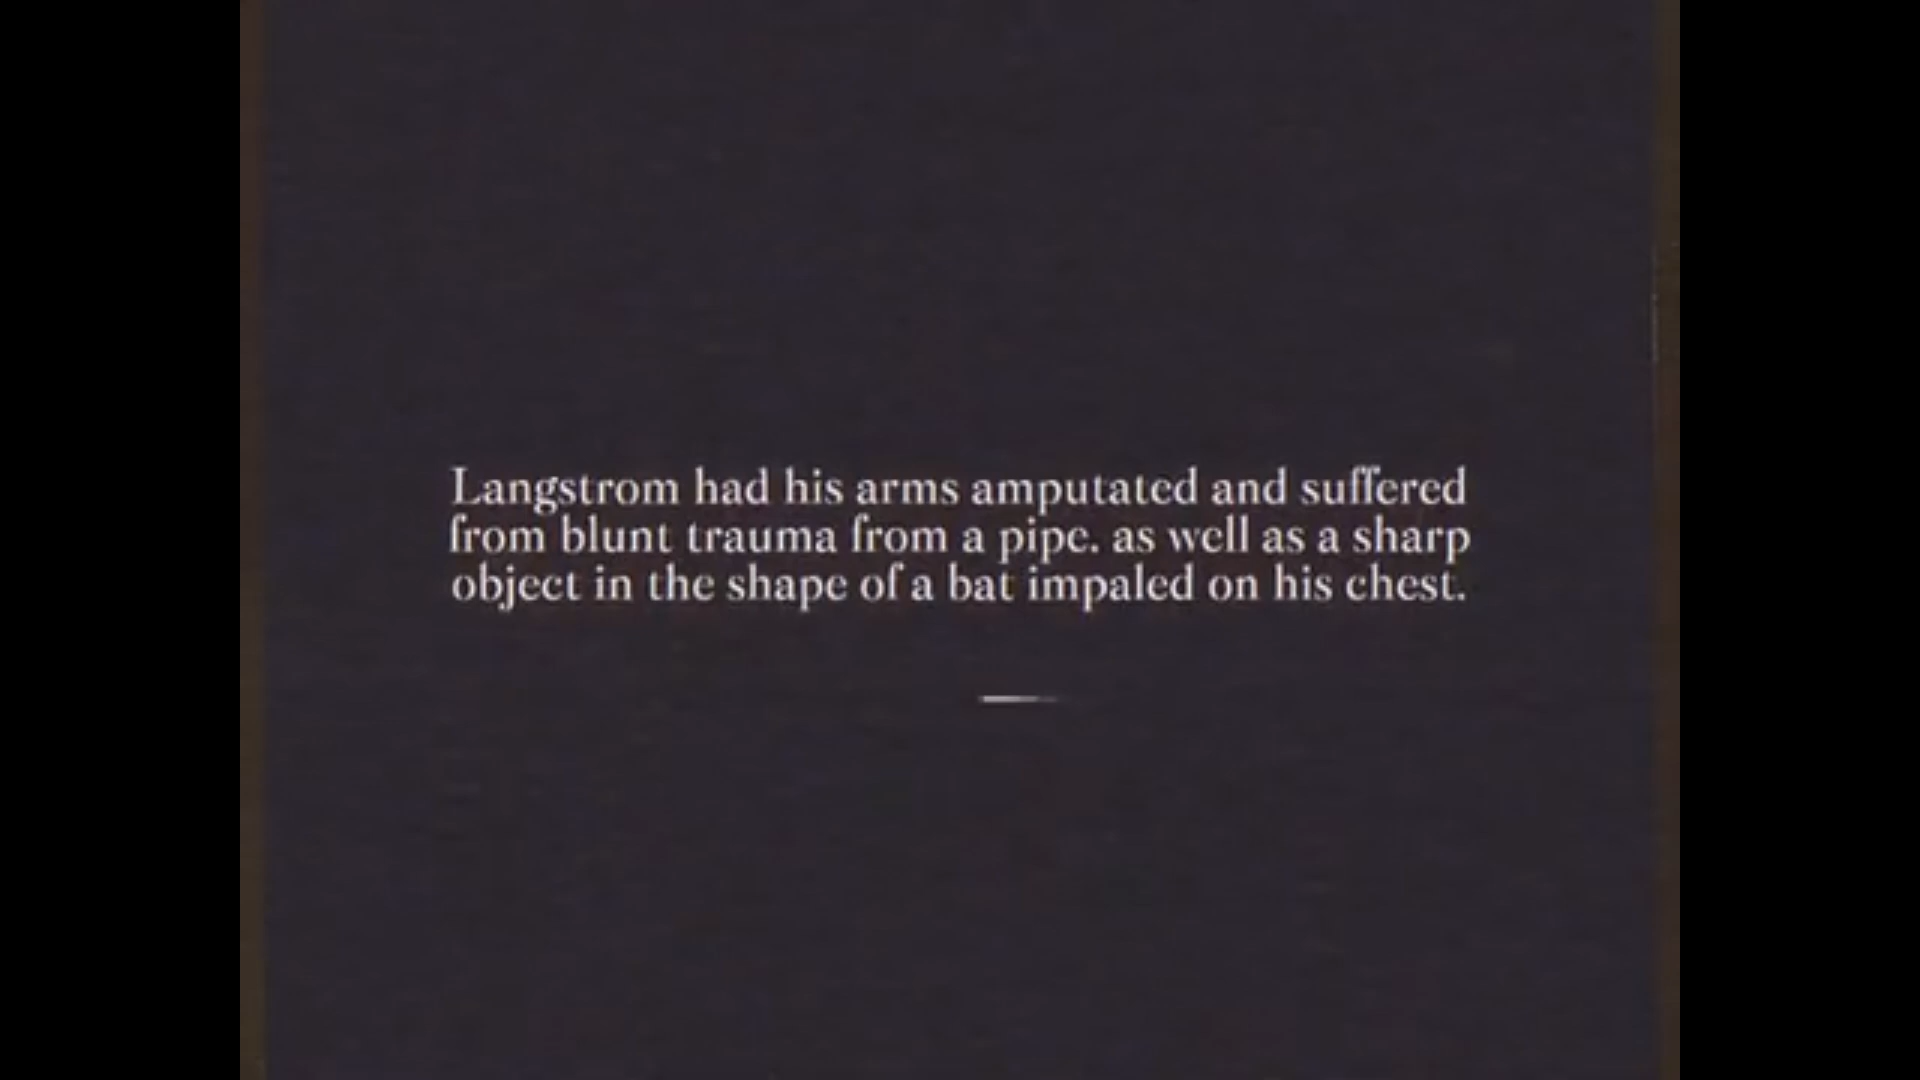 Langstrom had his arms amputated and suffered
from blunt trauma from a pipe. as well as a sharp
object in the shape of a bat impaled on his chest.